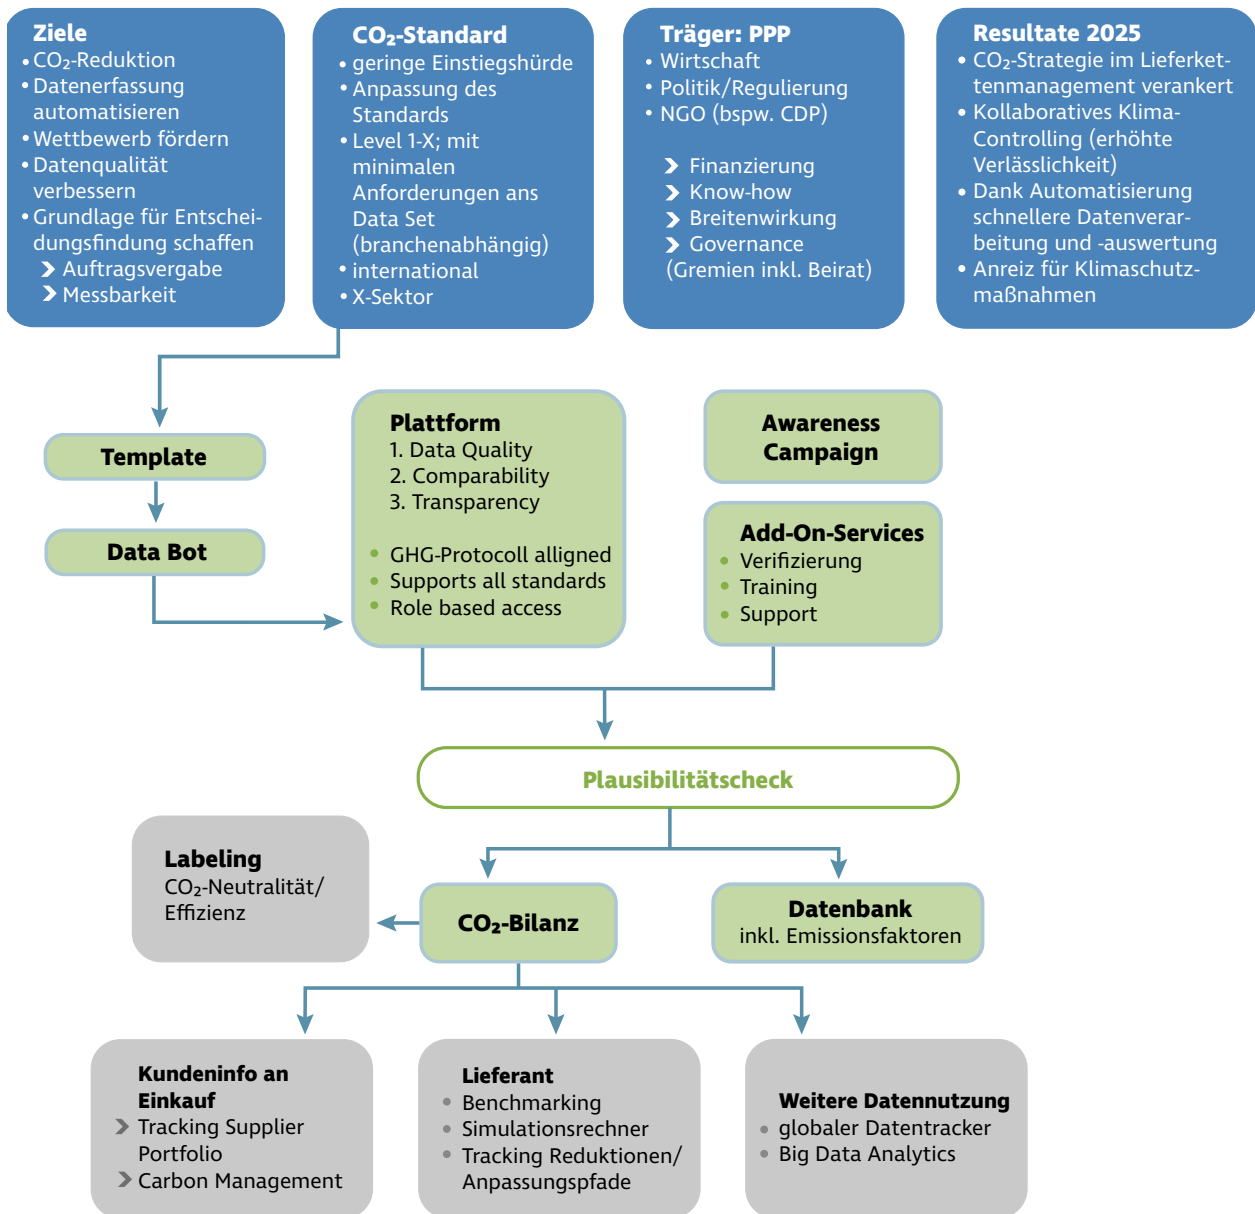 Ziele
• CO₂-Reduktion
• Datenerfassung
automatisieren
• Wettbewerb fördern
• Datenqualität
verbessern
• Grundlage für Entschei-
dungsfindung schaffen
> Auftragsvergabe
> Messbarkeit
CO₂-Standard
• geringe Einstiegshürde
• Anpassung des
Standards
• Level 1-X; mit
minimalen
Anforderungen ans
Data Set
(branchenabhängig)
• international
• X-Sektor
Träger: PPP
• Wirtschaft
• Politik/Regulierung
• NGO (bspw. CDP)
> Finanzierung
> Know-how
> Breitenwirkung
> Governance
(Gremien inkl. Beirat)
Resultate 2025
• CO₂-Strategie im Lieferket-
tenmanagement verankert
• Kollaboratives Klima-
Controlling (erhöhte
Verlässlichkeit)
• Dank Automatisierung
schnellere Datenverar-
beitung und -auswertung
• Anreiz für Klimaschutz-
maßnahmen
Template
Data Bot
Plattform
1. Data Quality
2. Comparability
3. Transparency
• GHG-Protocoll alligned
• Supports all standards
• Role based access
Awareness
Campaign
Add-On-Services
• Verifizierung
• Training
• Support
Plausibilitätscheck
Labeling
CO₂-Neutralität/
Effizienz
CO₂-Bilanz
Datenbank
inkl. Emissionsfaktoren
Kundeninfo an
Einkauf
> Tracking Supplier
Portfolio
> Carbon Management
Lieferant
• Benchmarking
• Simulationsrechner
• Tracking Reduktionen/
Anpassungspfade
Weitere Datennutzung
• globaler Datentracker
• Big Data Analytics